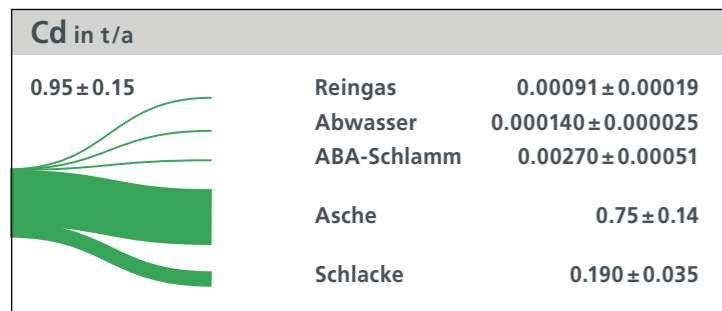 Cd in t/a
0.95±0.15
Reingas 0.00091±0.00019
Abwasser 0.000140±0.000025
ABA-Schlamm 0.00270±0.00051
Asche 0.75±0.14
Schlacke 0.190±0.035